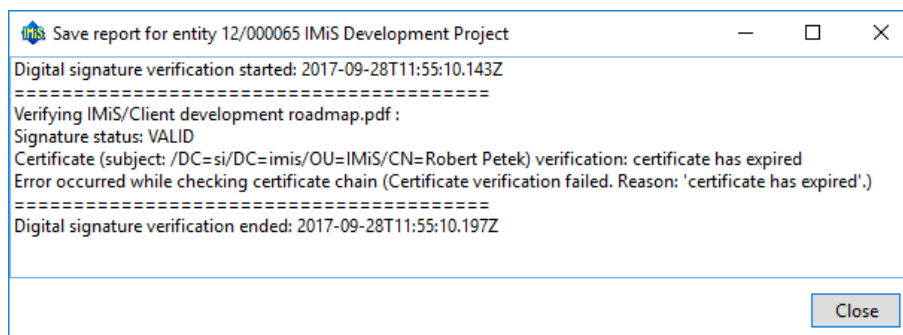 IMiS
Save report for entity 12/000065 IMiS Development Project
Digital signature verification started: 2017-09-28T11:55:10.143Z
========================================
Verifying IMiS/Client development roadmap.pdf :
Signature status: VALID
Certificate (subject: /DC=si/DC=imis/OU=IMiS/CN=Robert Petek) verification: certificate has expired
Error occurred while checking certificate chain (Certificate verification failed. Reason: 'certificate has expired'.)
========================================
Digital signature verification ended: 2017-09-28T11:55:10.197Z
Close